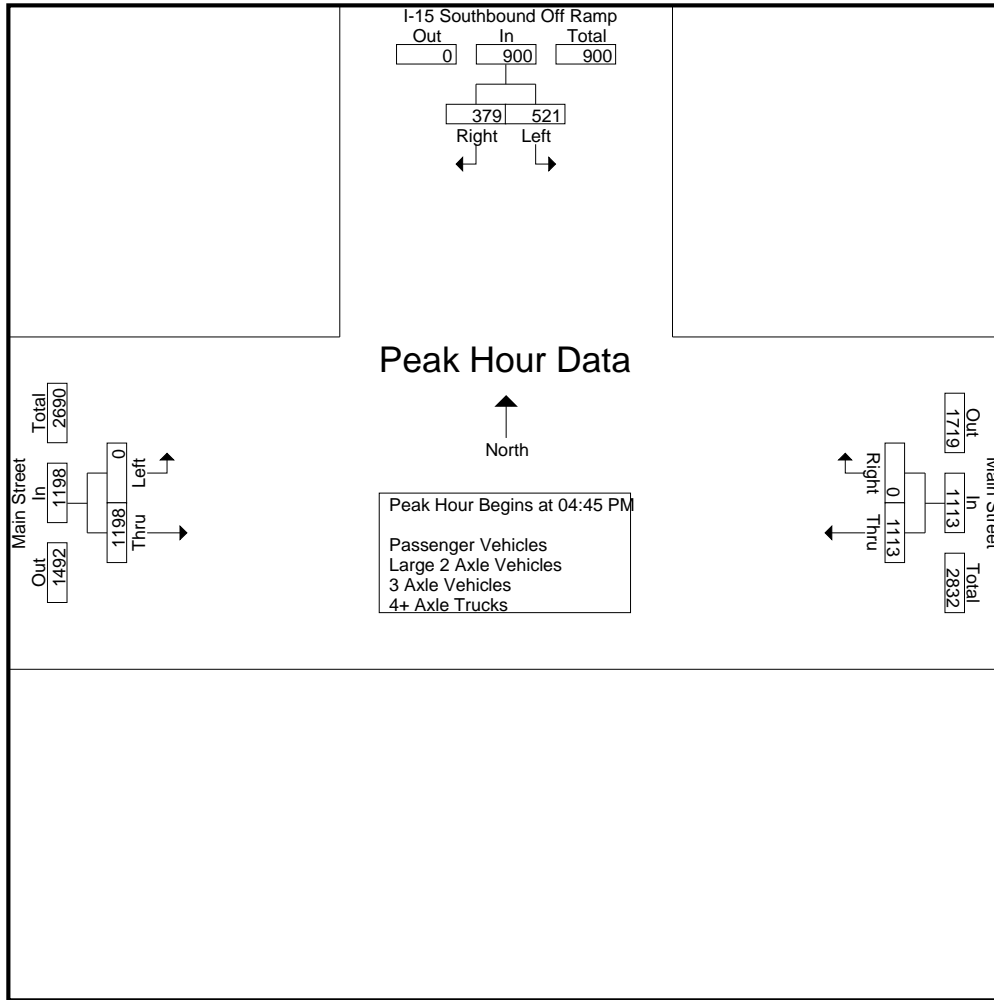 I-15 Southbound Off Ramp
Out In Total
0 900 900
379 521
Right Left
Peak Hour Data
North
Peak Hour Begins at 04:45 PM
Passenger Vehicles
Large 2 Axle Vehicles
3 Axle Vehicles
4+ Axle Trucks
Main Street
Out In Total
1492 1198 2690
1198 0
Thru Left
Main Street
Out In Total
1719 1113 2832
0 1113
Right Thru